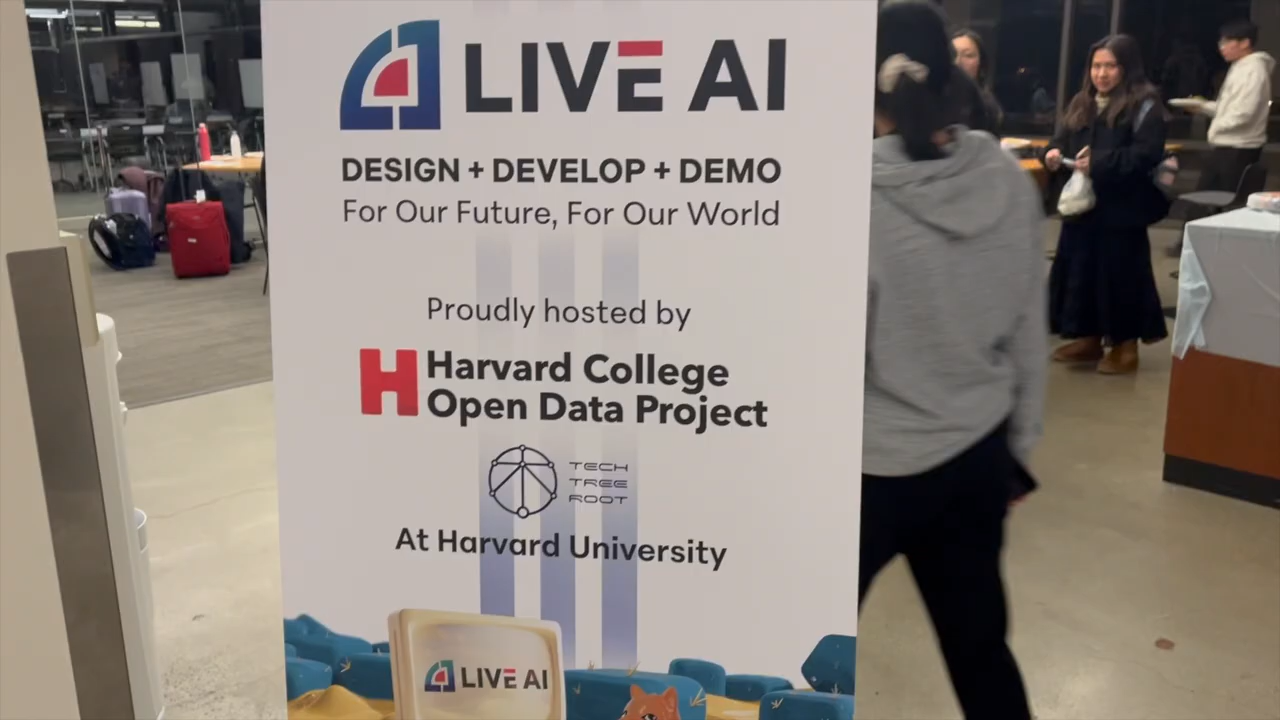 LIVE AI
DESIGN + DEVELOP + DEMO
For Our Future, For Our World
Proudly hosted by
H Harvard College
Open Data Project
TECH
TREE
ROOT
At Harvard University
LIVE AI